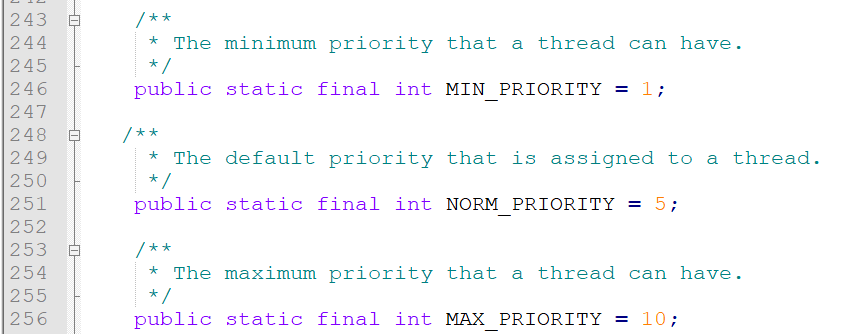 243 /**
244 * The minimum priority that a thread can have.
245 */
246 public static final int MIN_PRIORITY = 1;
247
248 /**
249 * The default priority that is assigned to a thread.
250 */
251 public static final int NORM_PRIORITY = 5;
252
253 /**
254 * The maximum priority that a thread can have.
255 */
256 public static final int MAX_PRIORITY = 10;